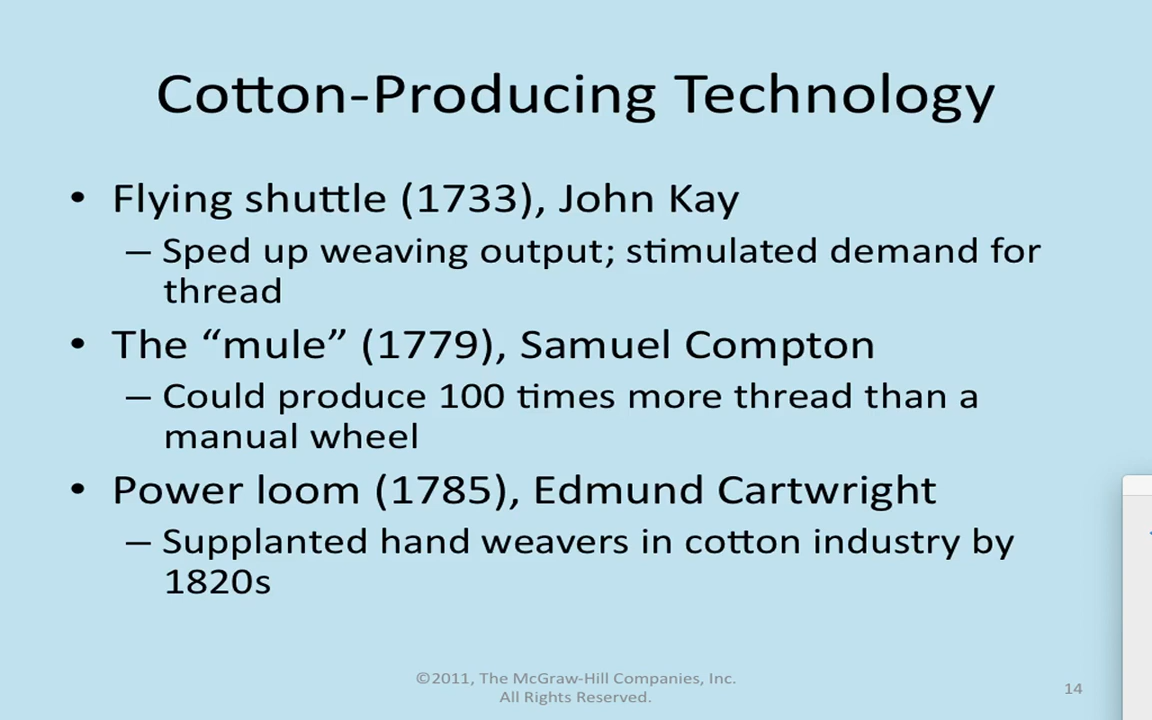 Cotton-Producing Technology
• Flying shuttle (1733), John Kay
– Sped up weaving output; stimulated demand for
thread
• The “mule” (1779), Samuel Compton
– Could produce 100 times more thread than a
manual wheel
• Power loom (1785), Edmund Cartwright
– Supplanted hand weavers in cotton industry by
1820s
©2011, The McGraw-Hill Companies, Inc.
All Rights Reserved.
14